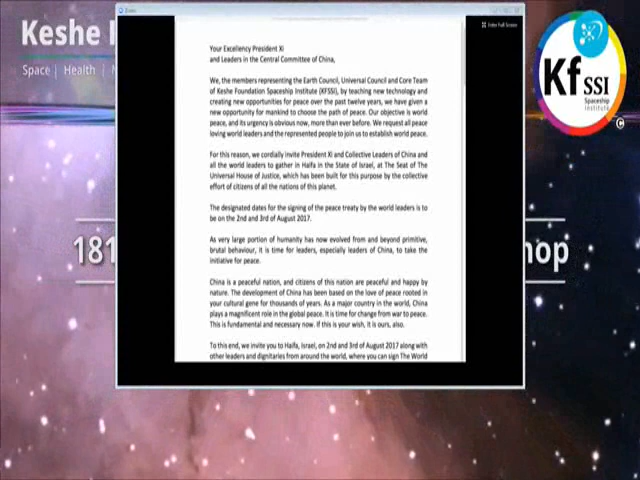 Keshe
Space | Health |
Zoom
Enter Full Screen
Kf SSI
Spaceship
Institute
©
181
hop
Your Excellency President Xi
and Leaders in the Central Committee of China,
We, the members representing the Earth Council, Universal Council and Core Team
of Keshe Foundation Spaceship Institute (KFSSI), by teaching new technology and
creating new opportunities for peace over the past twelve years, we have given a
new opportunity for mankind to choose the path of peace. Our objective is world
peace, and its urgency is obvious now, more than ever before. We request all peace
loving world leaders and the represented people to join us to establish world peace.
For this reason, we cordially invite President Xi and Collective Leaders of China and
all the world leaders to gather in Haifa in the State of Israel, at The Seat of The
Universal House of Justice, which has been built for this purpose by the collective
effort of citizens of all the nations of this planet.
The designated dates for the signing of the peace treaty by the world leaders is to
be on the 2nd and 3rd of August 2017.
As very large portion of humanity has now evolved from and beyond primitive,
brutal behaviour, it is time for leaders, especially leaders of China, to take the
initiative for peace.
China is a peaceful nation, and citizens of this nation are peaceful and happy by
nature. The development of China has been based on the love of peace rooted in
your cultural gene for thousands of years. As a major country in the world, China
plays a magnificent role in the global peace. It is time for change from war to peace.
This is fundamental and necessary now. If this is your wish, it is ours, also.
To this end, we invite you to Haifa, Israel, on 2nd and 3rd of August 2017 along with
other leaders and dignitaries from around the world, where you can sign The World